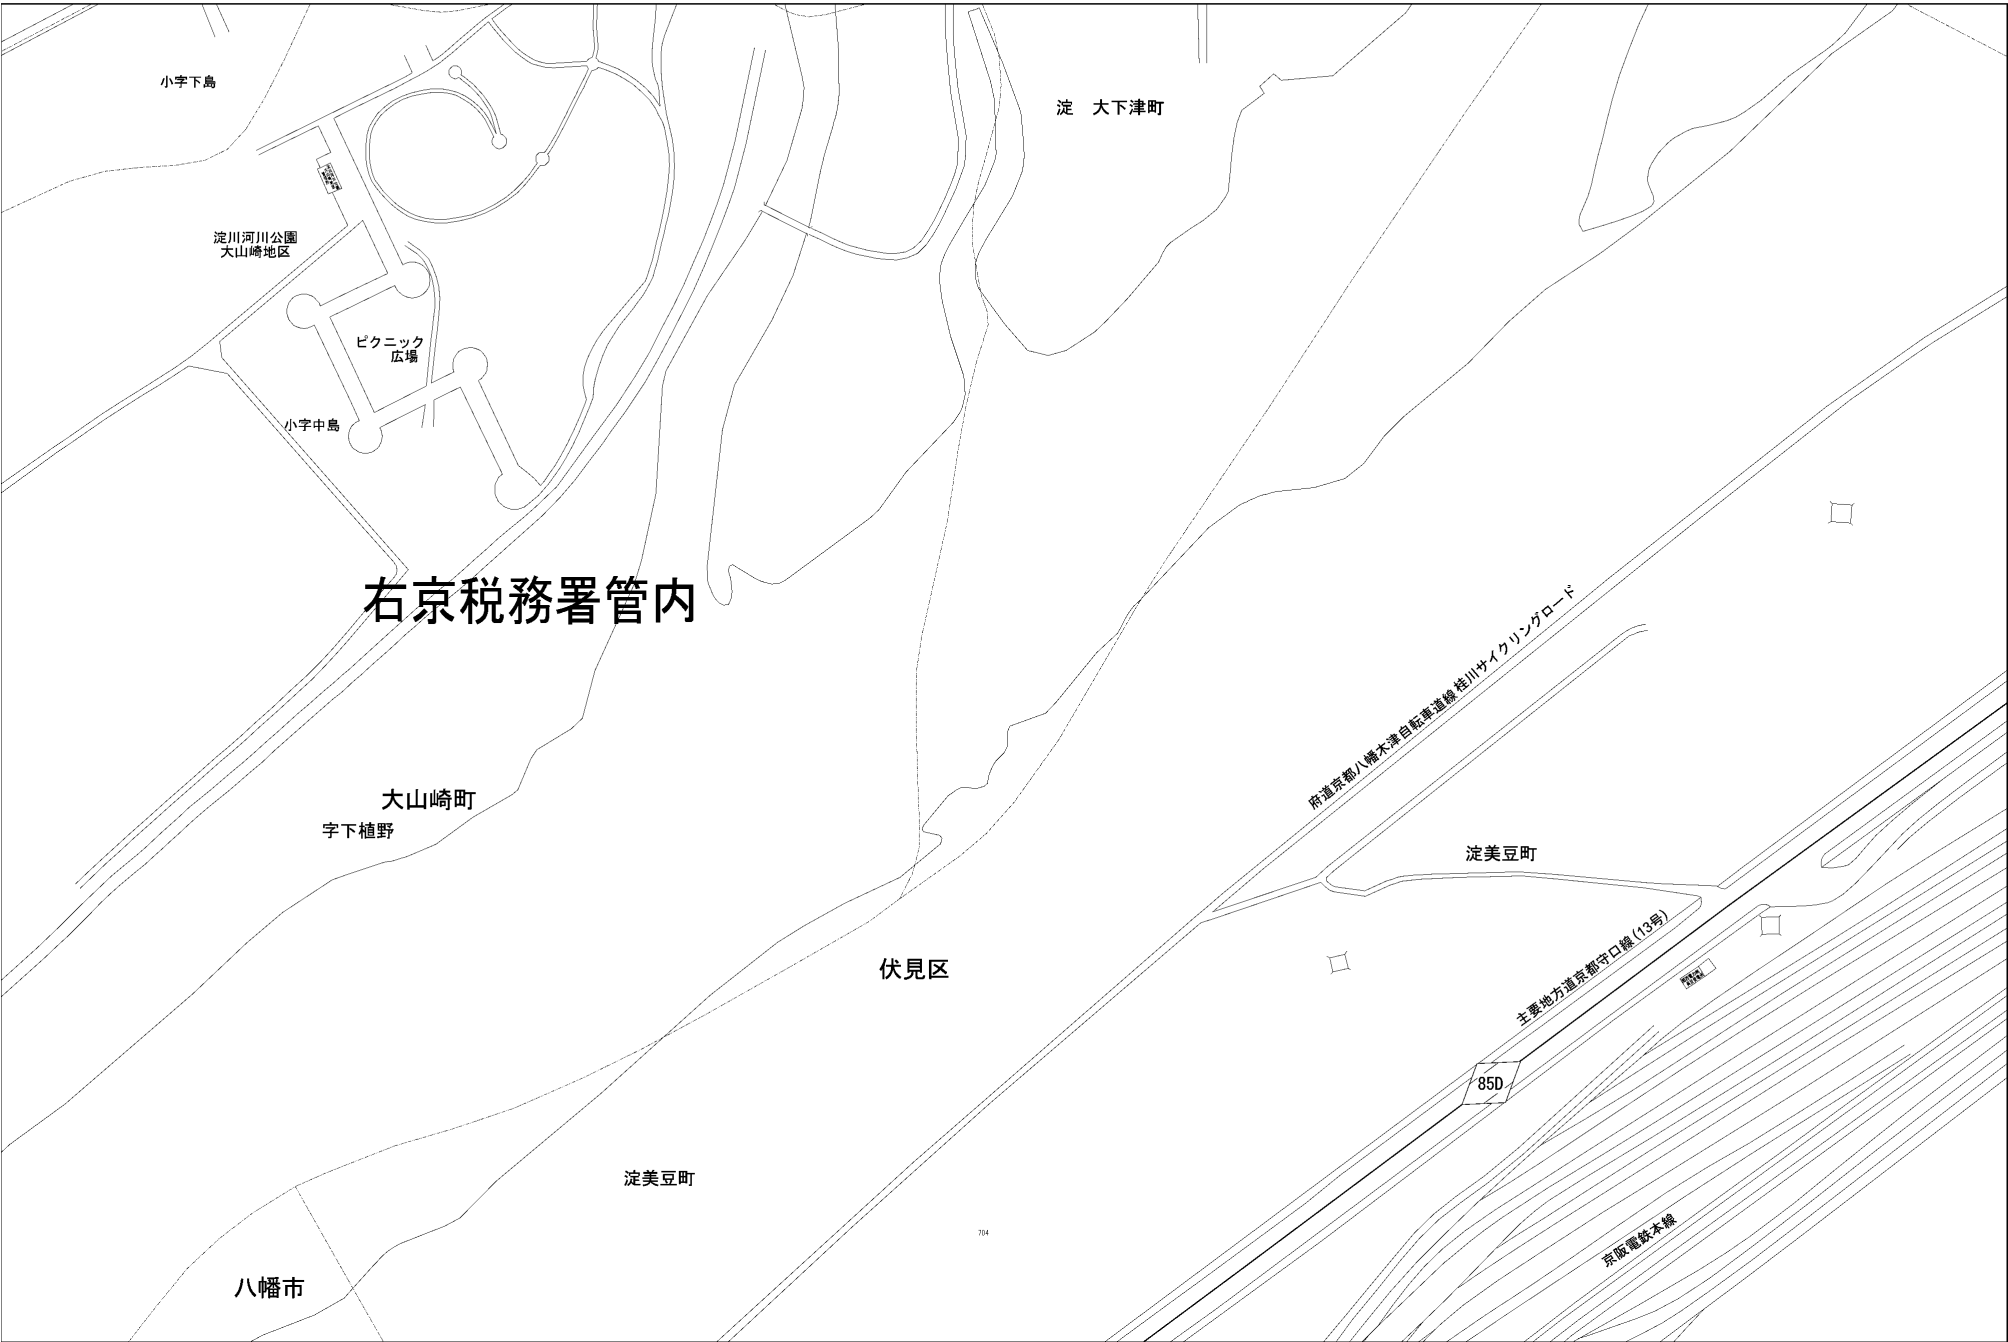 小字下島
淀　大下津町
淀川河川公園
大山崎地区
ピクニック
広場
小字中島
右京税務署管内
府道京都八幡木津自転車道線 桂川サイクリングロード
大山崎町
字下植野
淀美豆町
主要地方道京都守口線(13号)
伏見区
85D
淀美豆町
704
京阪電鉄本線
八幡市